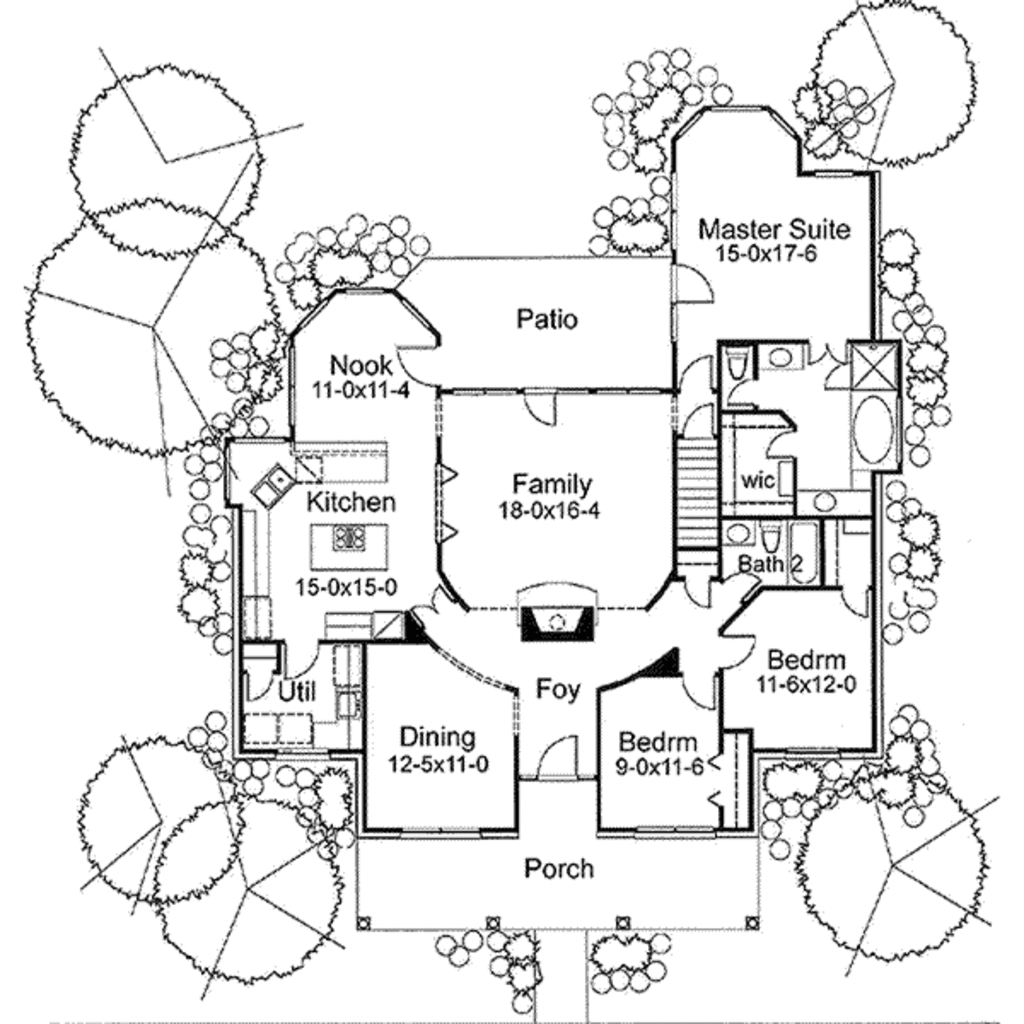 Master Suite
15-0x17-6
Patio
Nook
11-0x11-4
Family
18-0x16-4
wic
Kitchen
15-0x15-0
Bath 2
Bedrm
11-6x12-0
Util
Foy
Dining
12-5x11-0
Bedrm
9-0x11-6
Porch